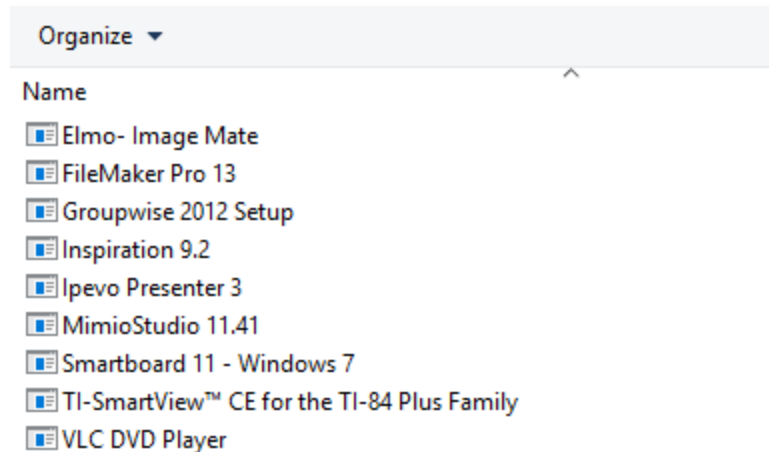 Organize
Name
Elmo- Image Mate
FileMaker Pro 13
Groupwise 2012 Setup
Inspiration 9.2
Ipevo Presenter 3
MimioStudio 11.41
Smartboard 11 - Windows 7
TI-SmartView™ CE for the TI-84 Plus Family
VLC DVD Player